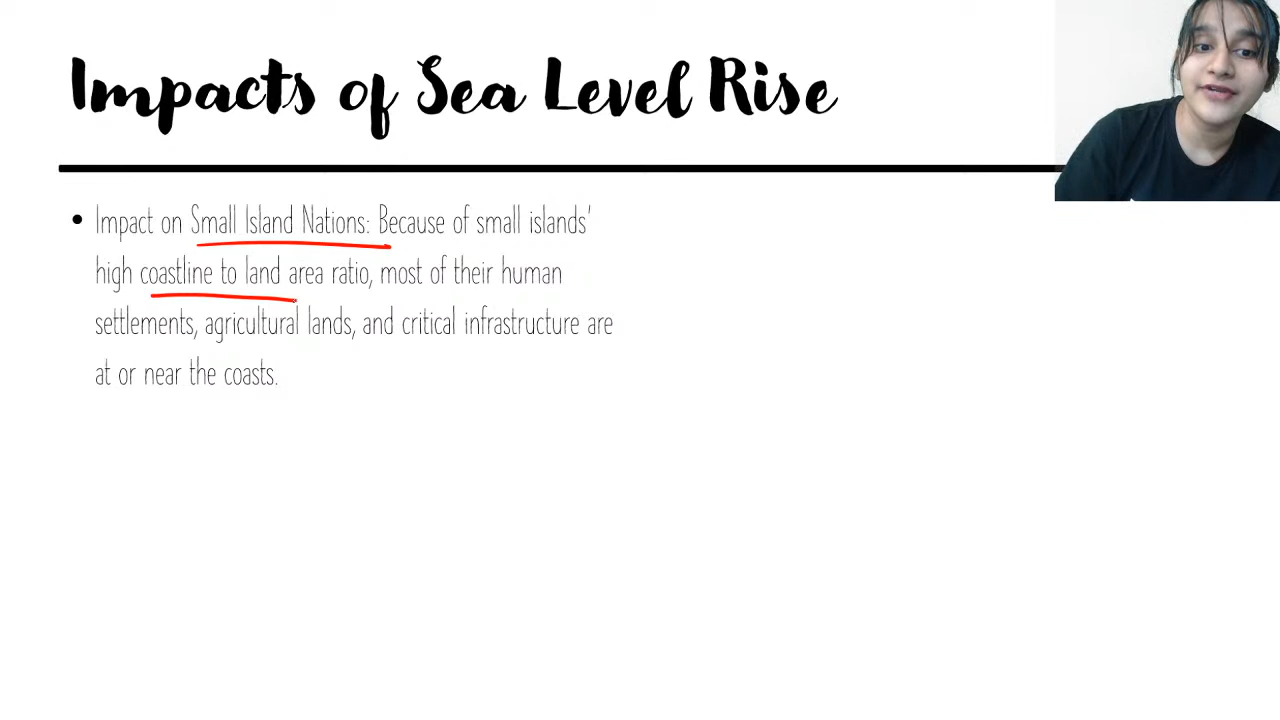 Impacts of Sea Level Rise
• Impact on Small Island Nations: Because of small islands'
high coastline to land area ratio, most of their human
settlements, agricultural lands, and critical infrastructure are
at or near the coasts.